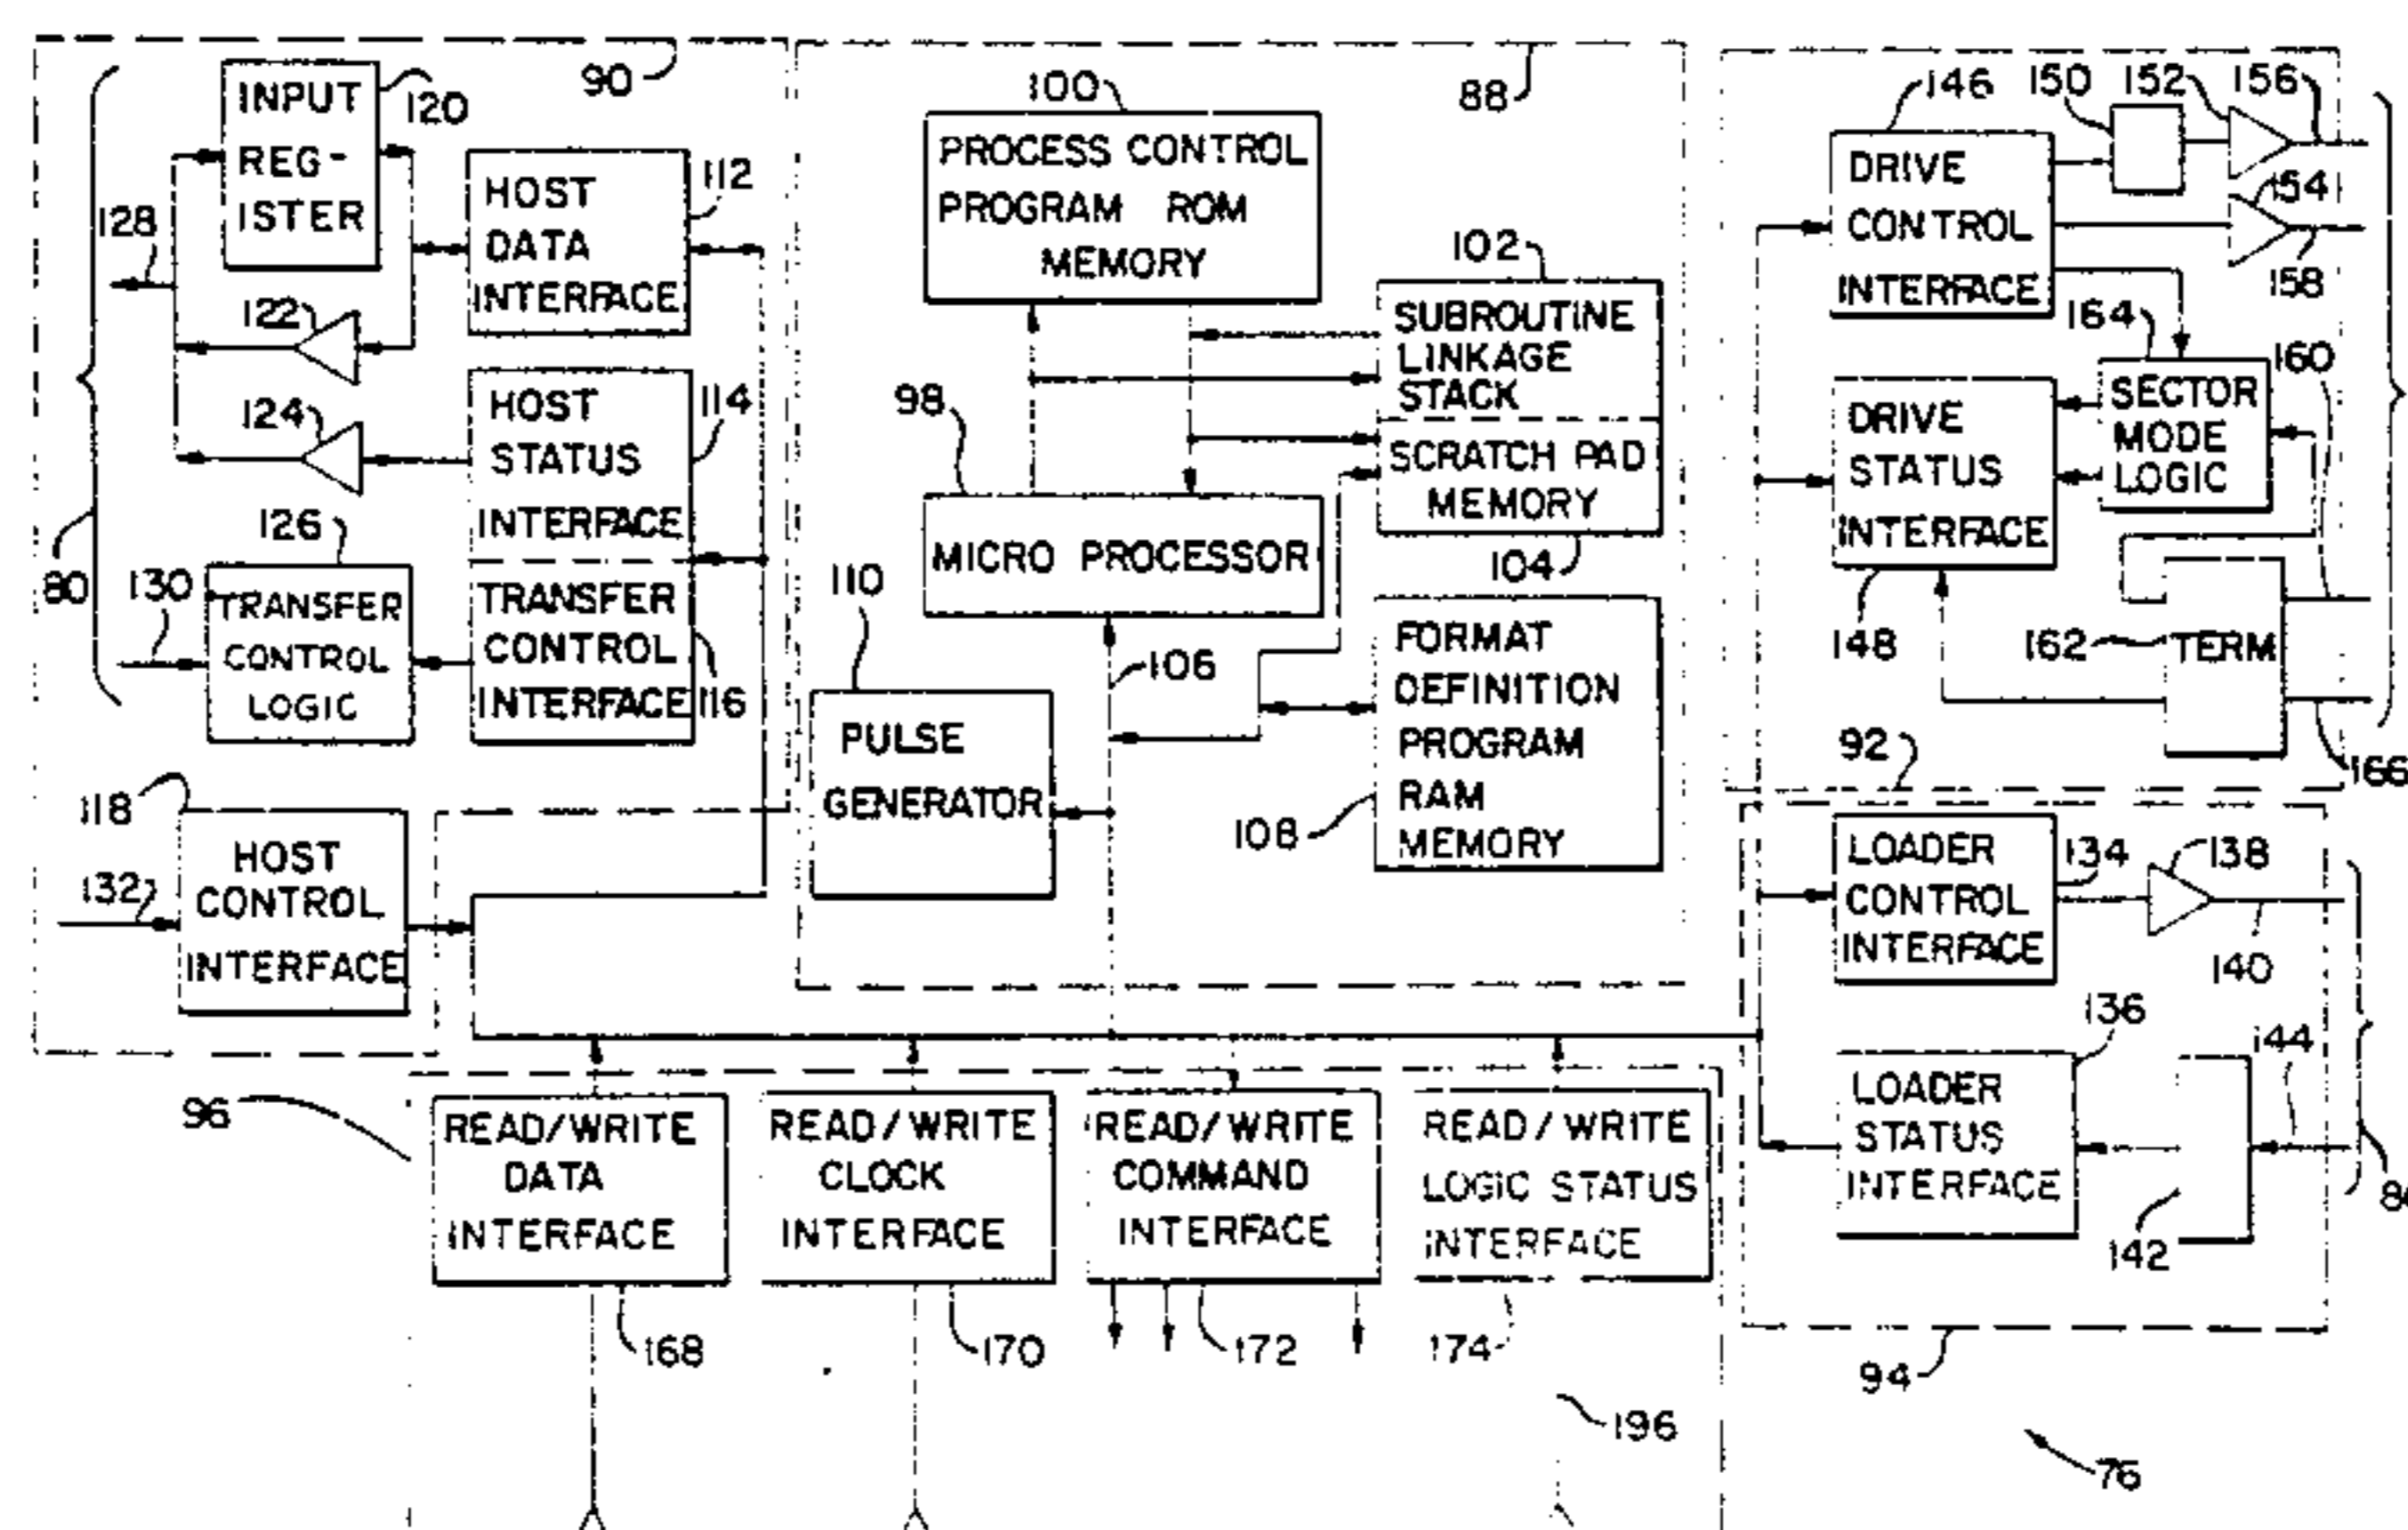 90
INPUT
REG-
ISTER
120
128
HOST
DATA
INTERFACE
112
122
124
HOST
STATUS
INTERFACE
114
80
126
130
TRANSFER
CONTROL
LOGIC
TRANSFER
CONTROL
INTERFACE
116
118
132
HOST
CONTROL
INTERFACE
88
100
PROCESS CONTROL
PROGRAM ROM
MEMORY
102
SUBROUTINE
LINKAGE
STACK
SCRATCH PAD
MEMORY
104
98
MICRO PROCESSOR
110
PULSE
GENERATOR
106
FORMAT
DEFINITION
PROGRAM
RAM
MEMORY
108
146
150
152
156
DRIVE
CONTROL
INTERFACE
154
158
164
160
SECTOR
MODE
LOGIC
DRIVE
STATUS
INTERFACE
148
162
TERM
92
166
LOADER
CONTROL
INTERFACE
134
138
140
136
144
LOADER
STATUS
INTERFACE
142
94
96
READ/WRITE
DATA
INTERFACE
168
READ/WRITE
CLOCK
INTERFACE
170
READ/WRITE
COMMAND
INTERFACE
172
READ/WRITE
LOGIC STATUS
INTERFACE
174
196
76